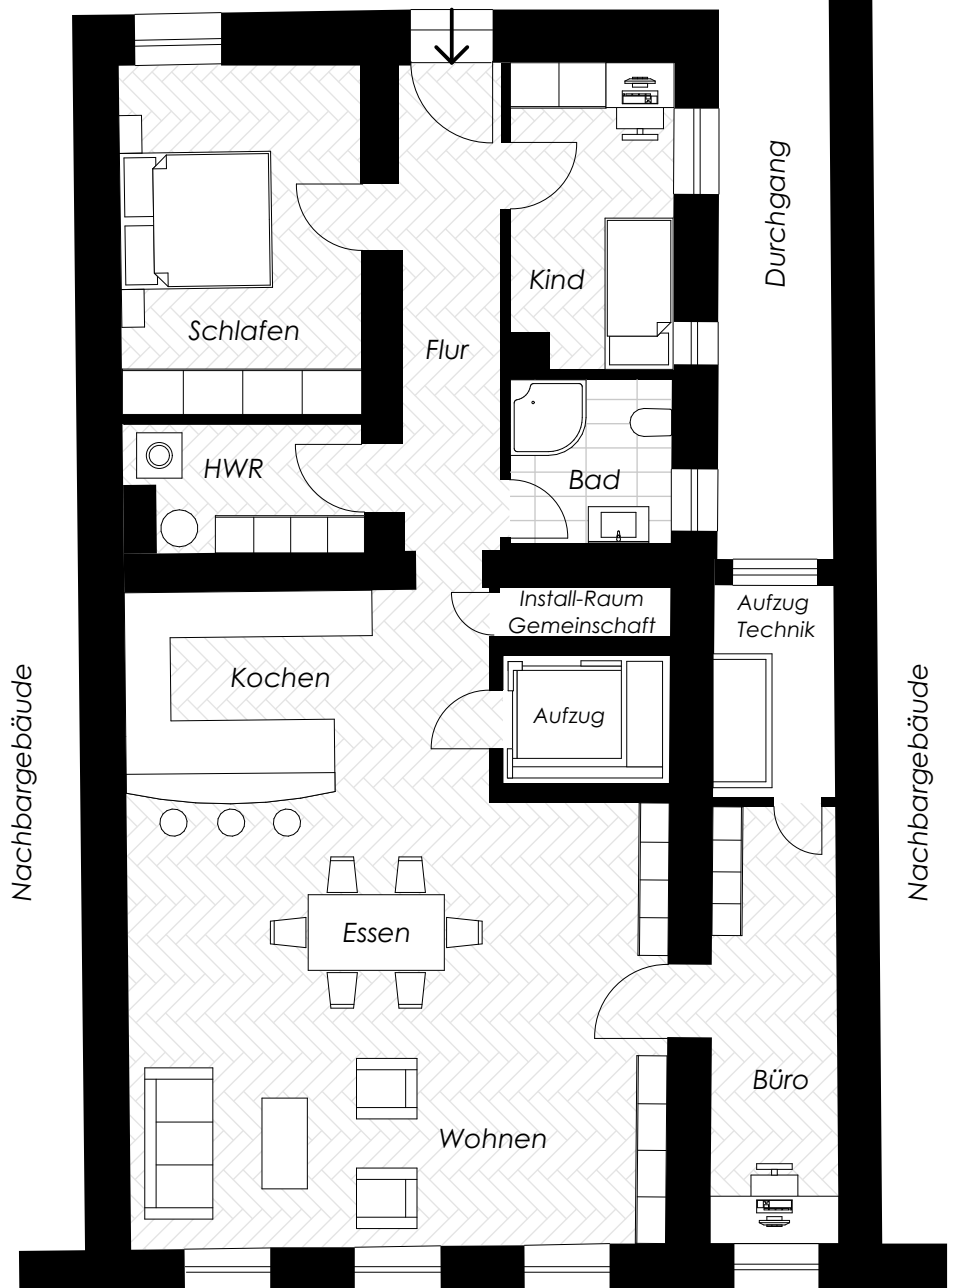 Durchgang
Kind
Schlafen
Flur
HWR
Bad
Install-Raum
Gemeinschaft
Aufzug
Technik
Kochen
Aufzug
Nachbargebäude
Nachbargebäude
Essen
Büro
Wohnen